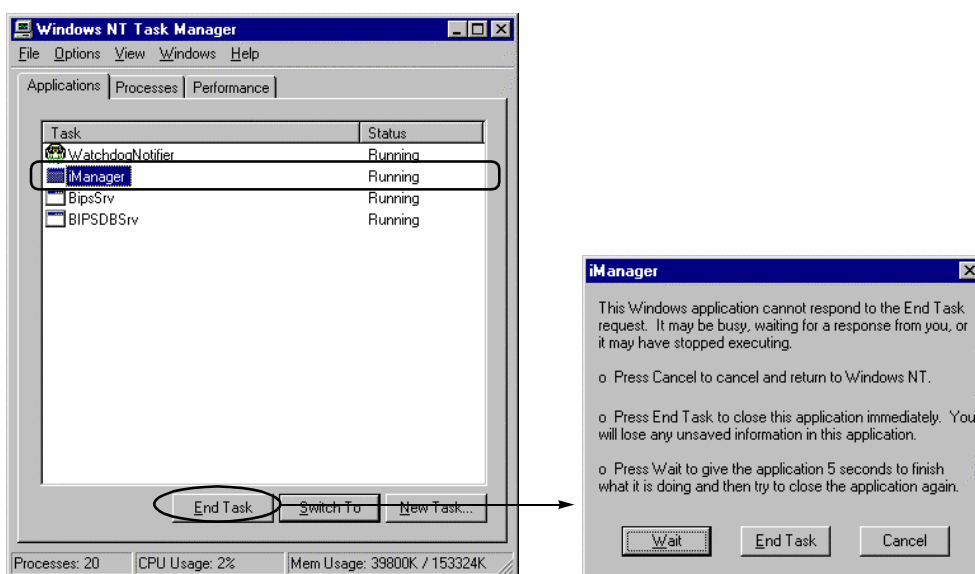 Windows NT Task Manager
File Options View Windows Help
Applications Processes Performance
Task Status
WatchdogNotifier Running
iManager Running
BipsSrv Running
BIPSDBSrv Running
End Task Switch To New Task...
Processes: 20 CPU Usage: 2% Mem Usage: 39800K / 153324K
iManager
This Windows application cannot respond to the End Task
request. It may be busy, waiting for a response from you, or
it may have stopped executing.
o Press Cancel to cancel and return to Windows NT.
o Press End Task to close this application immediately. You
will lose any unsaved information in this application.
o Press Wait to give the application 5 seconds to finish
what it is doing and then try to close the application again.
Wait End Task Cancel